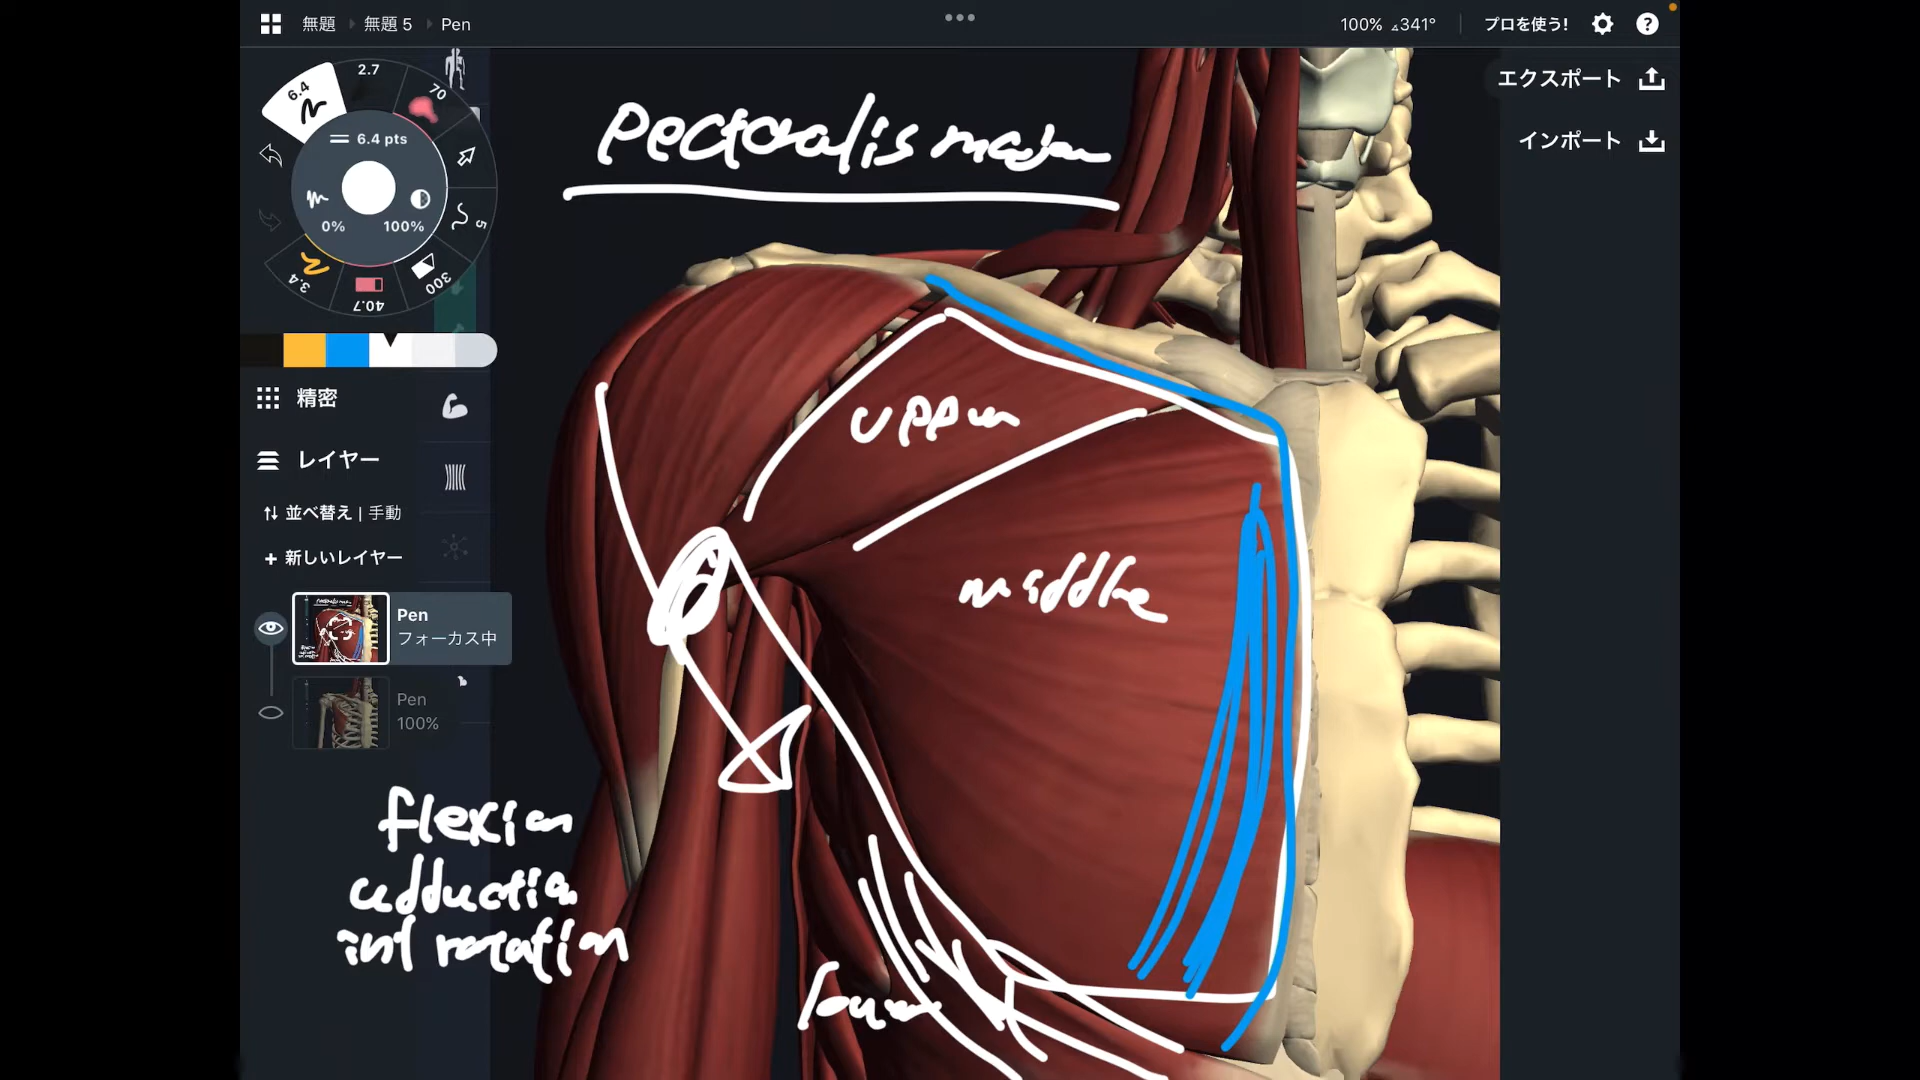 無題 › 無題 5 › Pen
100% ⊿341°
プロを使う!
エクスポート
インポート
2.7
6.4
70
6.4 pts
5
0%
100%
3.4
40.7
300
精密
レイヤー
並べ替え | 手動
+ 新しいレイヤー
Pen
フォーカス中
Pen
100%
Pectoralis major
upper
middle
lower
flexion
adduction
int rotation